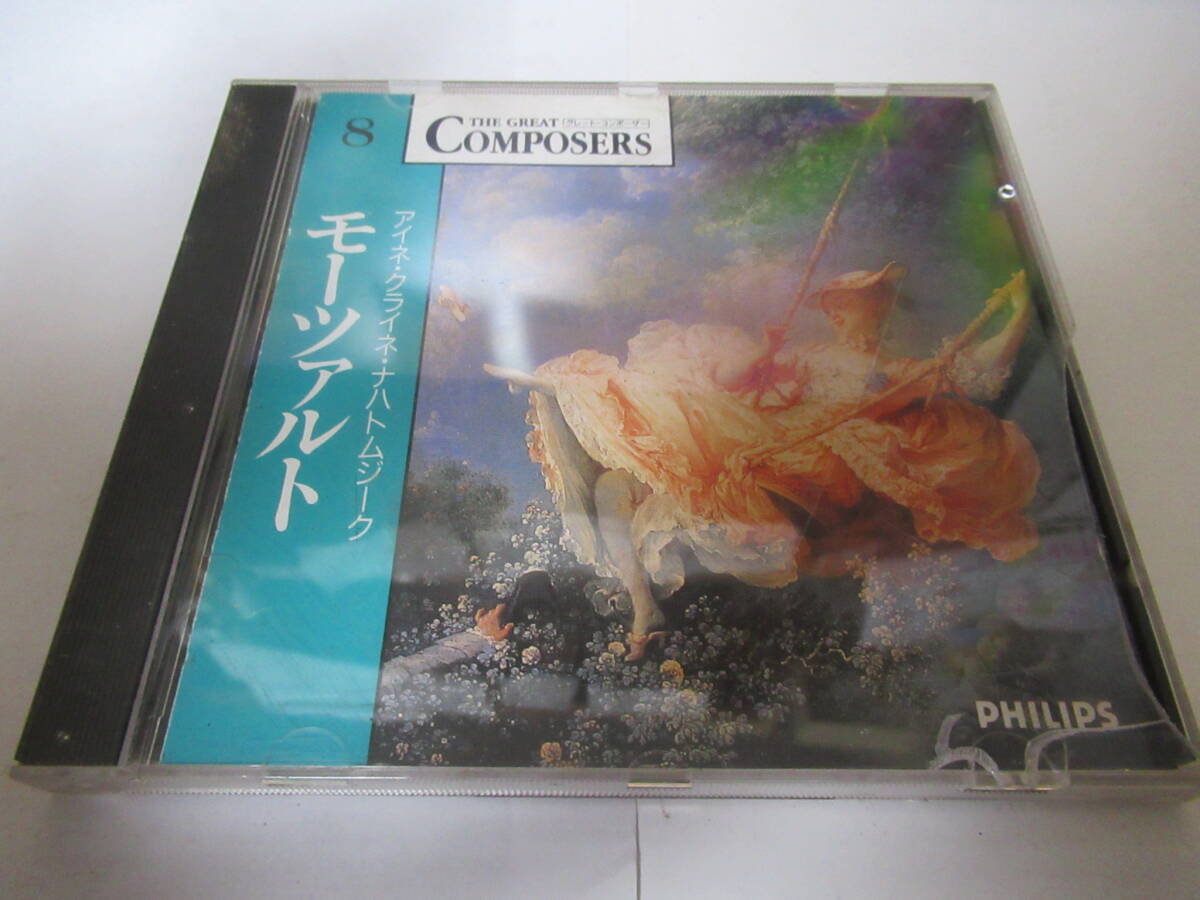 8
THE GREAT グレート・コンポーザー
COMPOSERS
モーツァルト
アイネ・クライネ・ナハトムジーク
PHILIPS